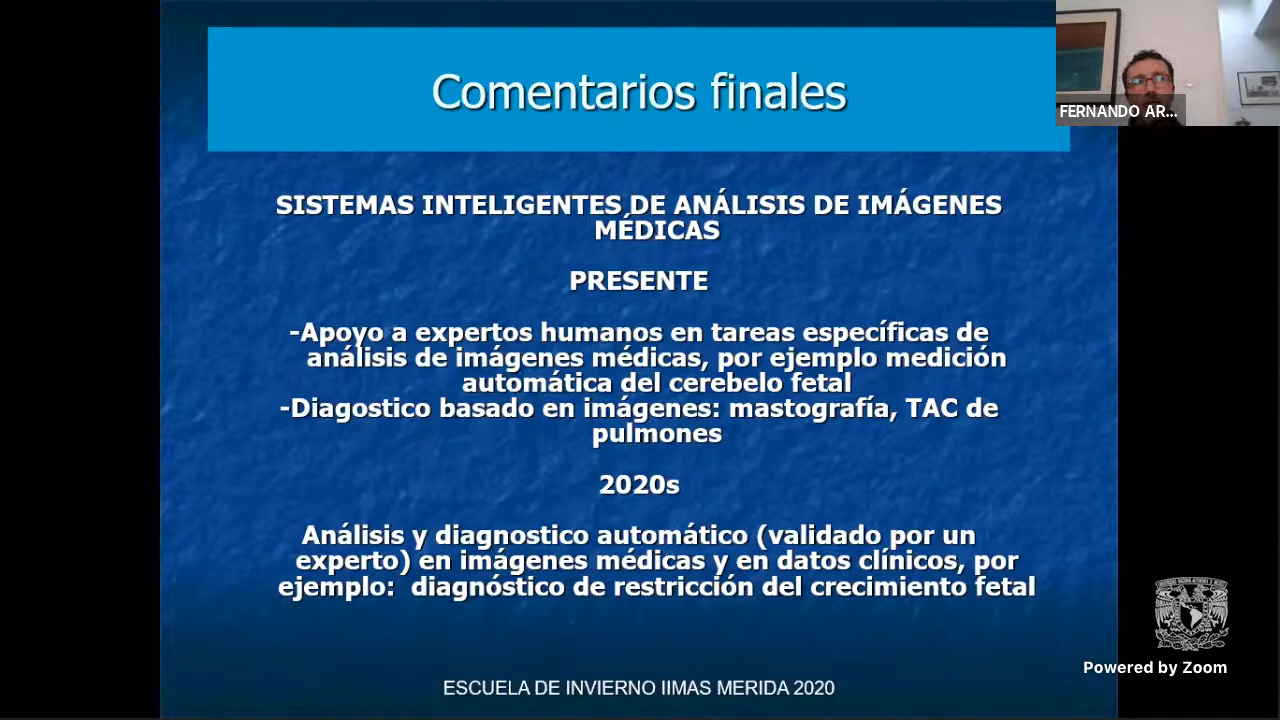 Comentarios finales
FERNANDO AR...
SISTEMAS INTELIGENTES DE ANÁLISIS DE IMÁGENES
MÉDICAS
PRESENTE
-Apoyo a expertos humanos en tareas específicas de
análisis de imágenes médicas, por ejemplo medición
automática del cerebelo fetal
-Diagostico basado en imágenes: mastografía, TAC de
pulmones
2020s
Análisis y diagnostico automático (validado por un
experto) en imágenes médicas y en datos clínicos, por
ejemplo:  diagnóstico de restricción del crecimiento fetal
Powered by Zoom
ESCUELA DE INVIERNO IIMAS MERIDA 2020